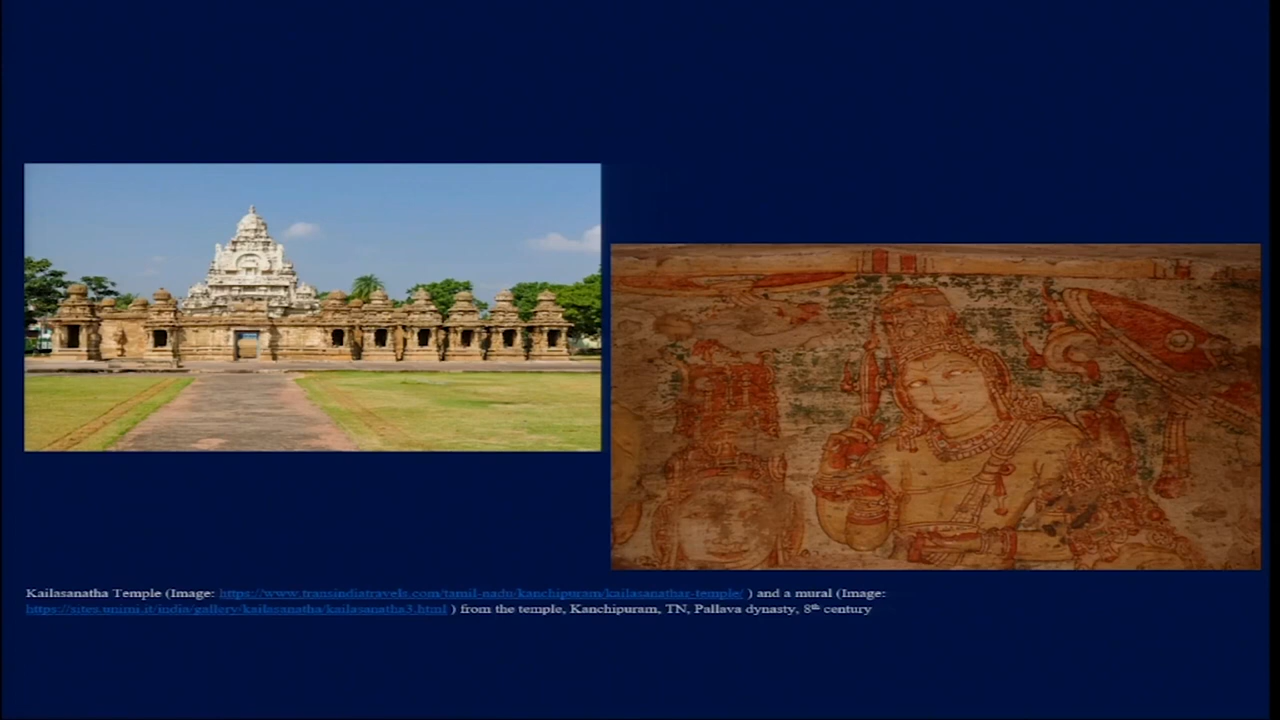 Kailasanatha Temple (Image: https://www.transindiatravels.com/tamil-nadu/kanchipuram/kailasanathar-temple/ ) and a mural (Image:
https://sites.unimi.it/india/gallery/kailasanatha/kailasanatha3.html ) from the temple, Kanchipuram, TN, Pallava dynasty, 8th century